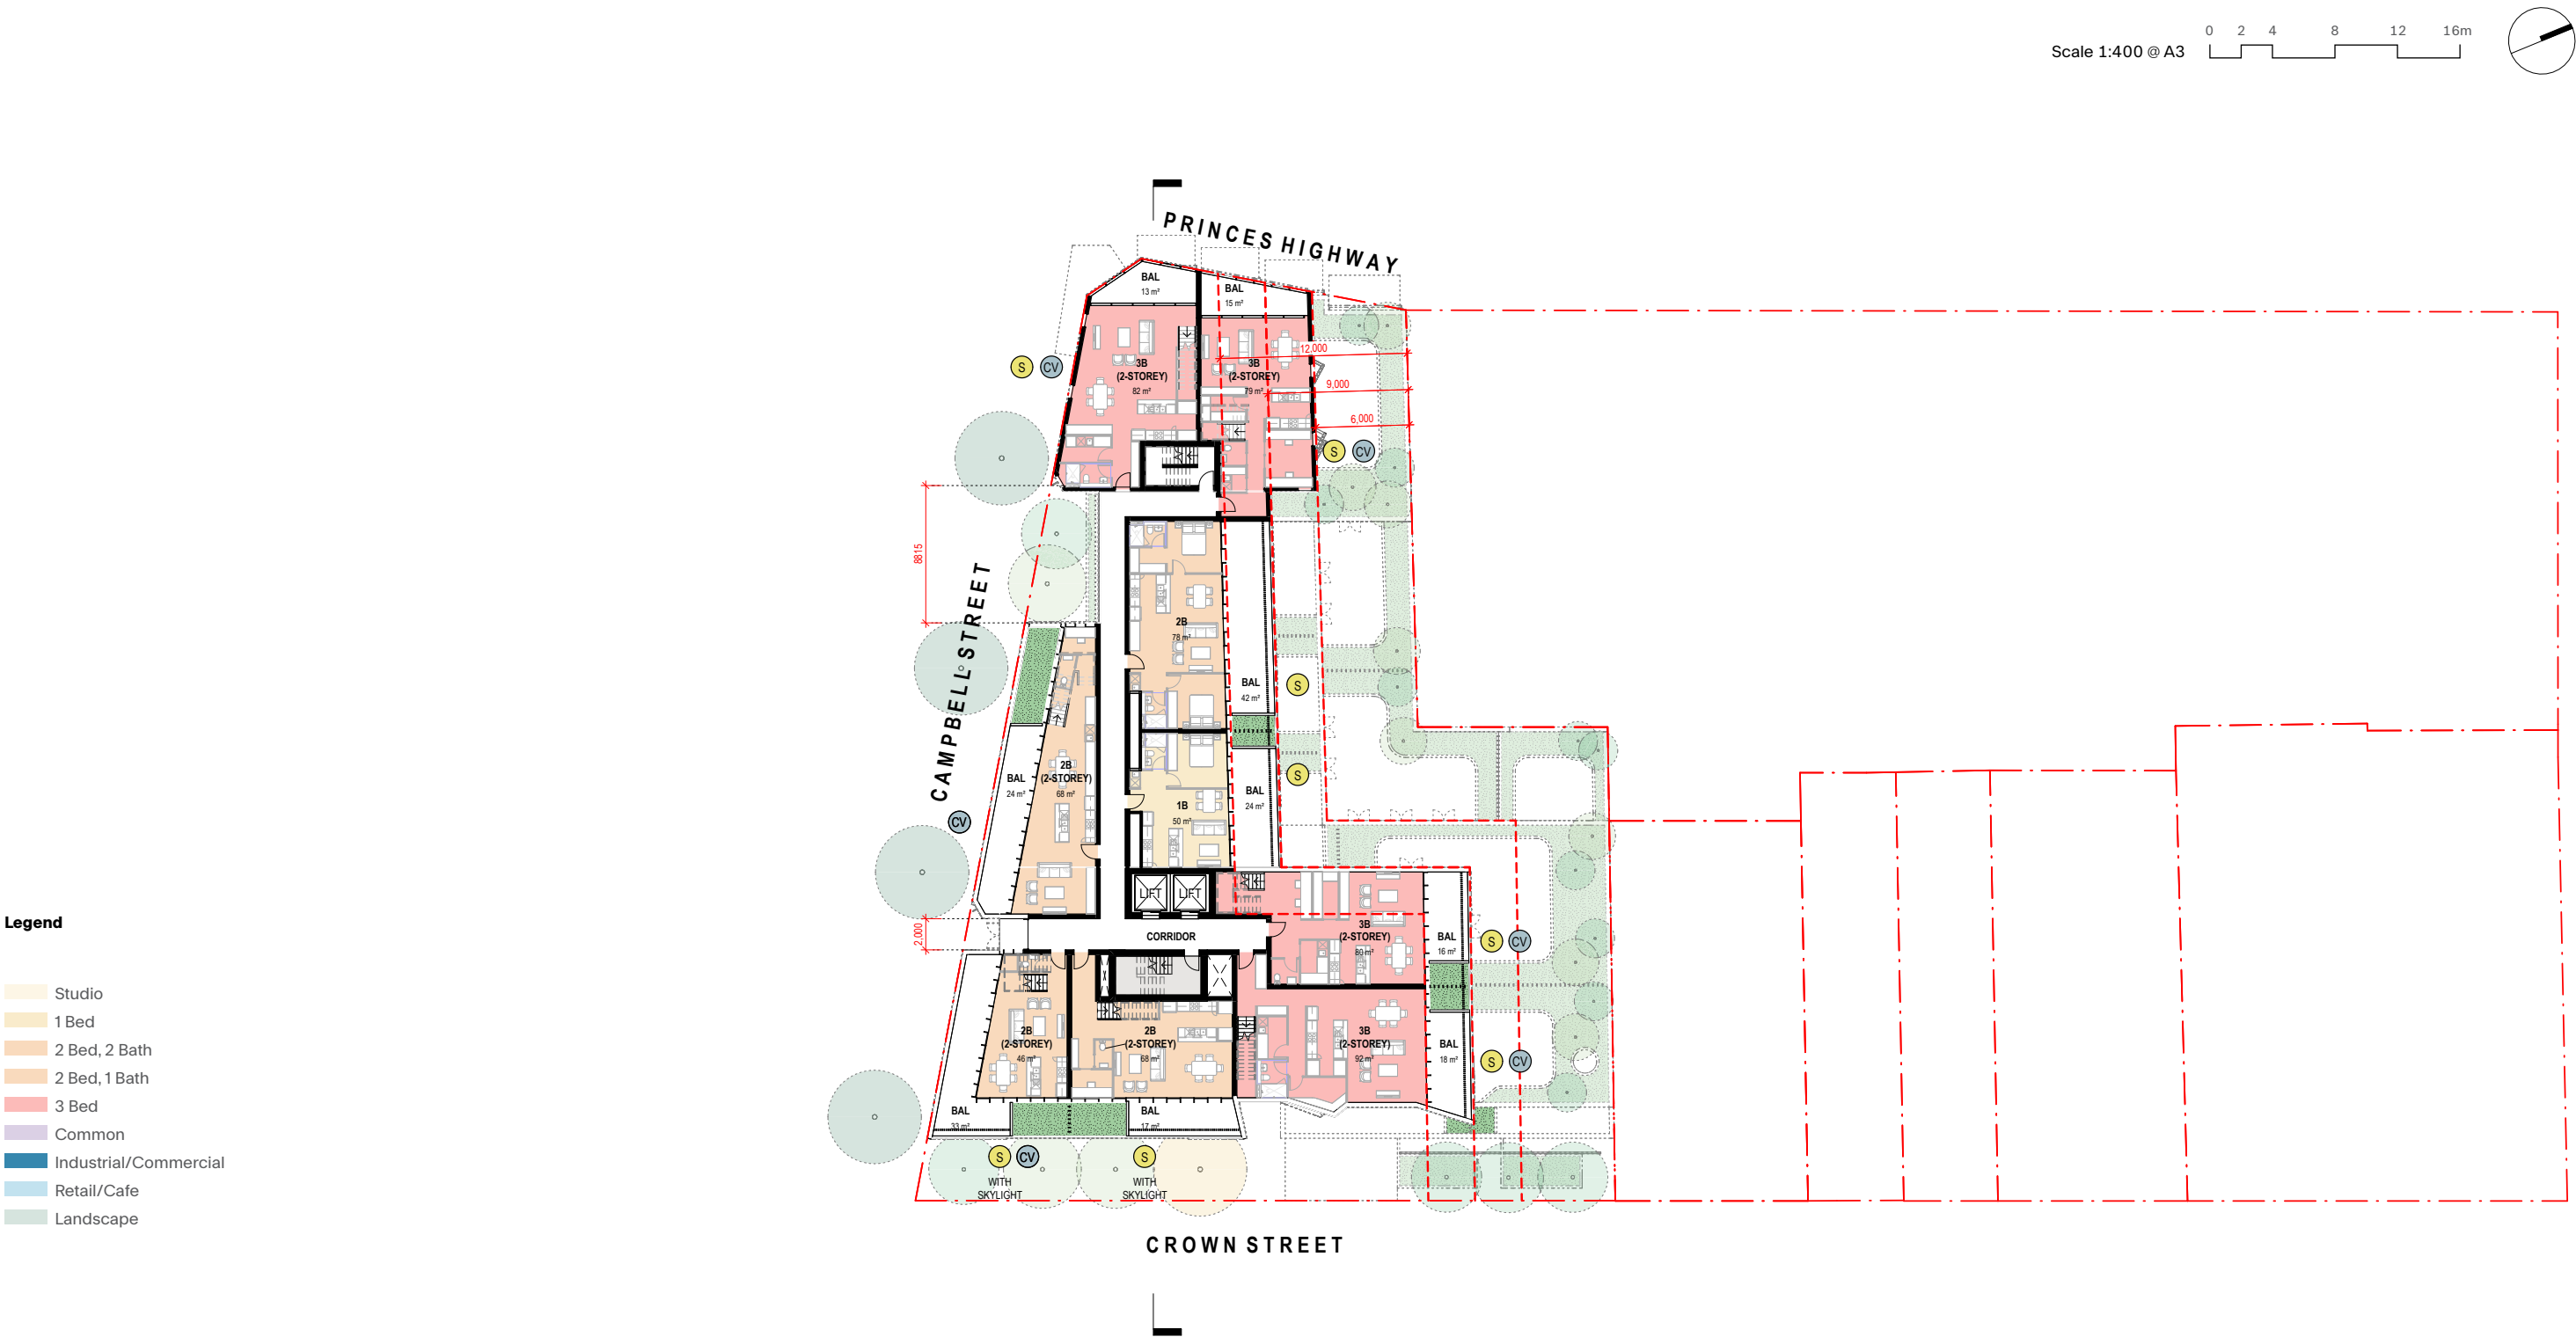 0 2 4 8 12 16m
Scale 1:400 @ A3
PRINCES HIGHWAY
BAL
13 m²
BAL
15 m²
12,000
S CV
3B
(2-STOREY)
82 m²
3B
(2-STOREY)
79 m²
9,000
6,000
S CV
8815
CAMPBELL STREET
2B
78 m²
BAL
42 m²
S
2B
(2-STOREY)
68 m²
BAL
24 m²
S
BAL
24 m²
1B
50 m²
CV
LIFT LIFT
2,000
CORRIDOR
3B
(2-STOREY)
80 m²
BAL
16 m²
S CV
2B
(2-STOREY)
46 m²
2B
(2-STOREY)
68 m²
3B
(2-STOREY)
92 m²
BAL
18 m²
S CV
BAL
33 m²
BAL
17 m²
S CV
WITH
SKYLIGHT
S
WITH
SKYLIGHT
CROWN STREET
Legend
Studio
1 Bed
2 Bed, 2 Bath
2 Bed, 1 Bath
3 Bed
Common
Industrial/Commercial
Retail/Cafe
Landscape